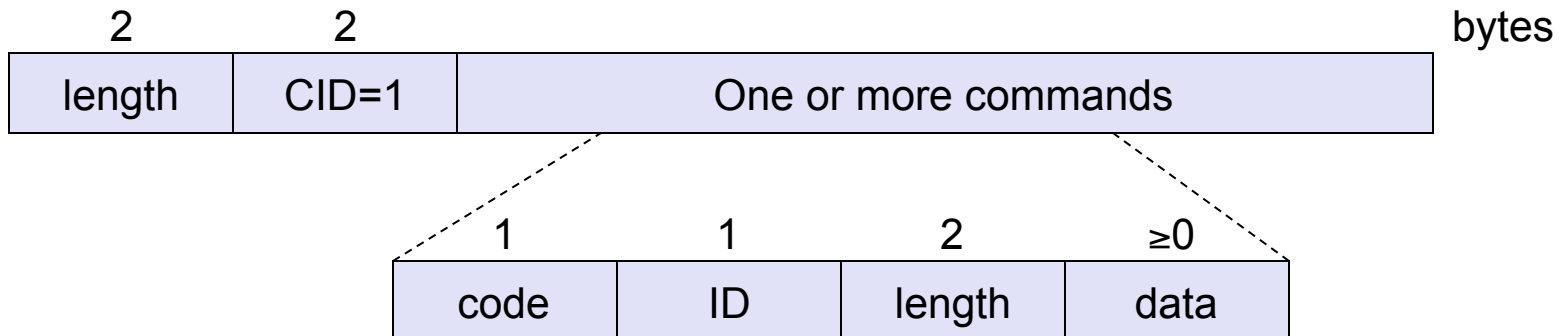 2 2 bytes
length CID=1 One or more commands
1 1 2 ≥0
code ID length data